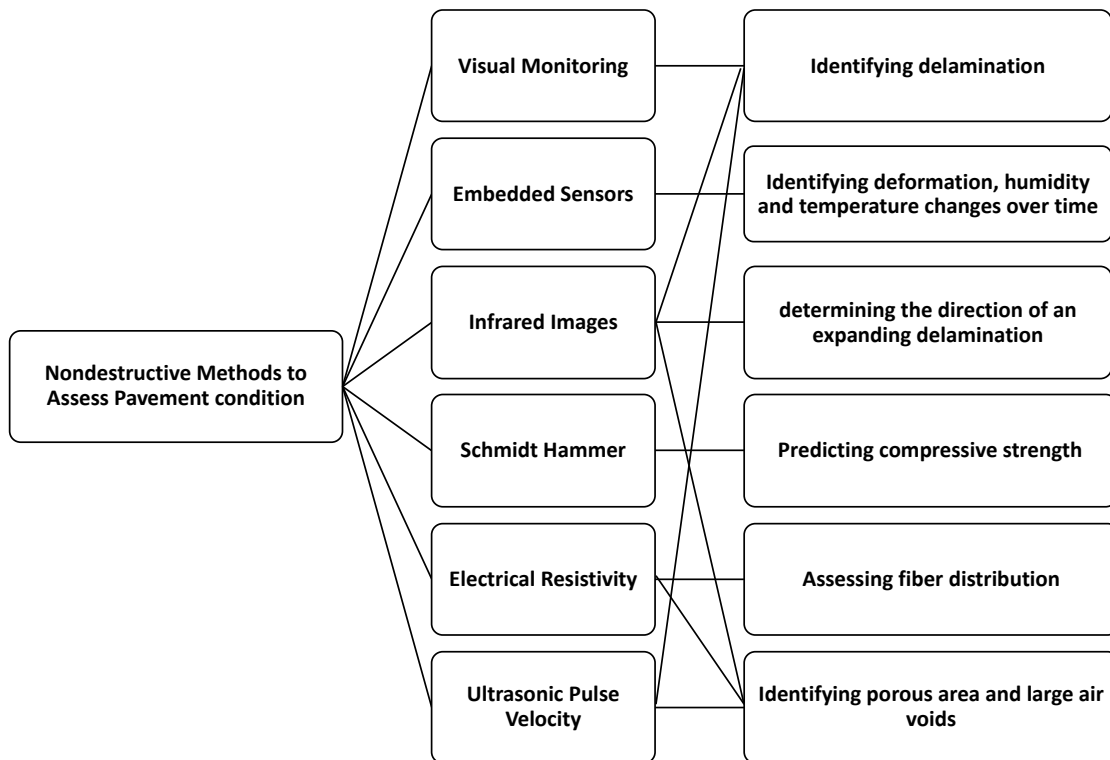 Visual Monitoring
Identifying delamination
Embedded Sensors
Identifying deformation, humidity
and temperature changes over time
Infrared Images
determining the direction of an
expanding delamination
Nondestructive Methods to
Assess Pavement condition
Schmidt Hammer
Predicting compressive strength
Electrical Resistivity
Assessing fiber distribution
Ultrasonic Pulse
Velocity
Identifying porous area and large air
voids